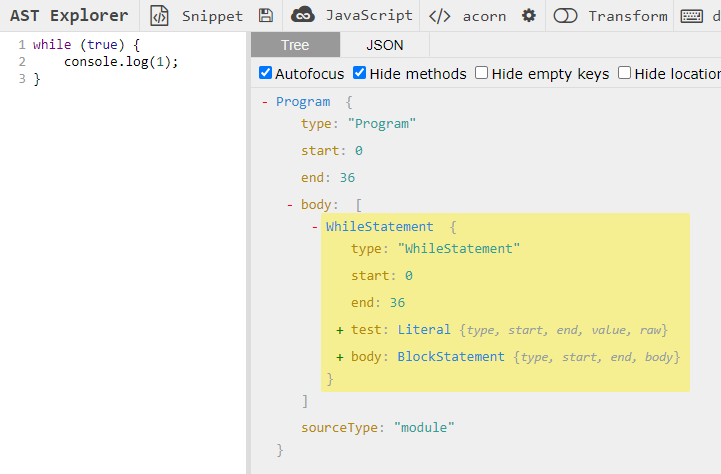 AST Explorer Snippet JavaScript </> acorn Transform d
1 while (true) {
2     console.log(1);
3 }
Tree JSON
Autofocus Hide methods Hide empty keys Hide location
- Program {
type: "Program"
start: 0
end: 36
- body: [
- WhileStatement {
type: "WhileStatement"
start: 0
end: 36
+ test: Literal {type, start, end, value, raw}
+ body: BlockStatement {type, start, end, body}
}
]
sourceType: "module"
}